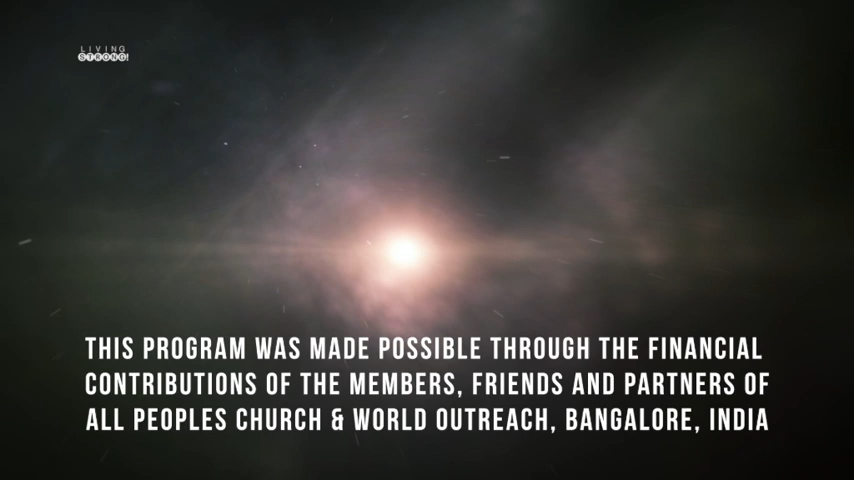 LIVING
STRONG!
THIS PROGRAM WAS MADE POSSIBLE THROUGH THE FINANCIAL
CONTRIBUTIONS OF THE MEMBERS, FRIENDS AND PARTNERS OF
ALL PEOPLES CHURCH & WORLD OUTREACH, BANGALORE, INDIA